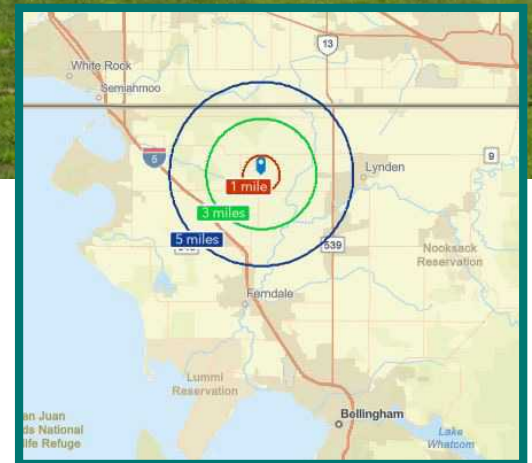 13
White Rock
Semiahmoo
5
Lynden
9
1 mile
3 miles
5 miles
539
Nooksack
Reservation
Ferndale
Lummi
Reservation
an Juan
ds National
life Refuge
Bellingham
Lake
Whatcom